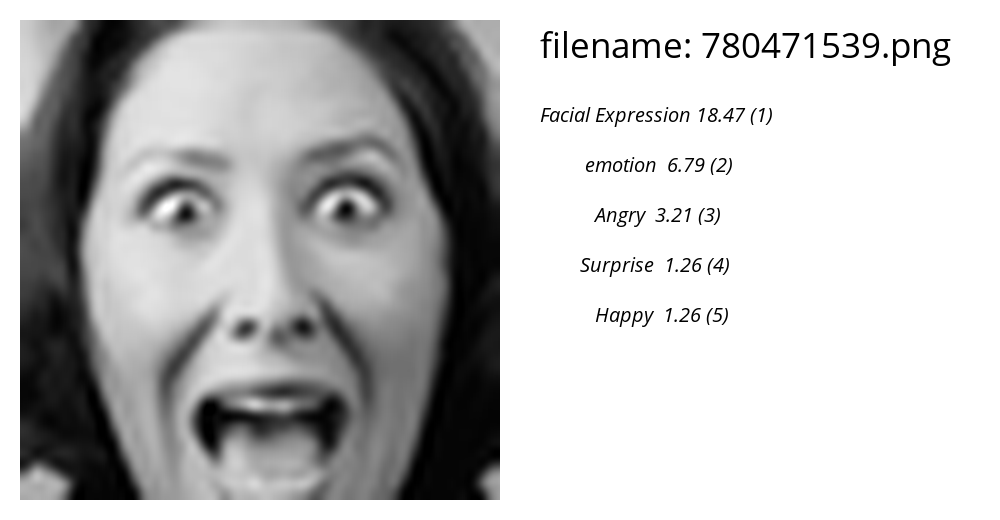 filename: 780471539.png
Facial Expression 18.47 (1)
emotion 6.79 (2)
Angry 3.21 (3)
Surprise 1.26 (4)
Happy 1.26 (5)